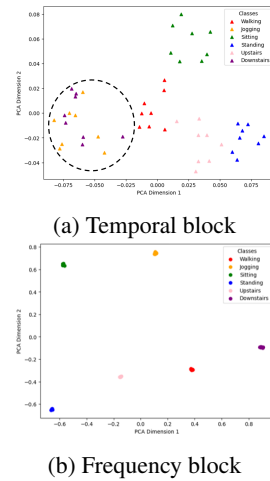 Classes
Walking
Jogging
Sitting
Standing
Upstairs
Downstairs
PCA Dimension 2
0.08
0.06
0.04
0.02
0.00
−0.02
−0.04
−0.075
−0.050
−0.025
0.000
0.025
0.050
0.075
PCA Dimension 1
(a) Temporal block
Classes
Walking
Jogging
Sitting
Standing
Upstairs
Downstairs
PCA Dimension 2
0.8
0.6
0.4
0.2
0.0
−0.2
−0.4
−0.6
−0.6
−0.4
−0.2
0.0
0.2
0.4
0.6
0.8
PCA Dimension 1
(b) Frequency block